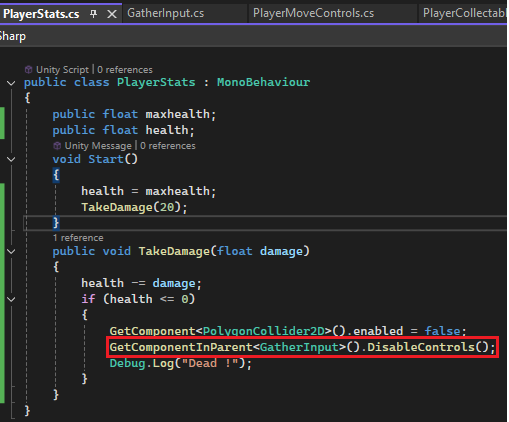 PlayerStats.cs GatherInput.cs PlayerMoveControls.cs PlayerCollectab
Sharp
Unity Script | 0 references
public class PlayerStats : MonoBehaviour
{
public float maxhealth;
public float health;
Unity Message | 0 references
void Start()
{
health = maxhealth;
TakeDamage(20);
}
1 reference
public void TakeDamage(float damage)
{
health -= damage;
if (health <= 0)
{
GetComponent<PolygonCollider2D>().enabled = false;
GetComponentInParent<GatherInput>().DisableControls();
Debug.Log("Dead !");
}
}
}